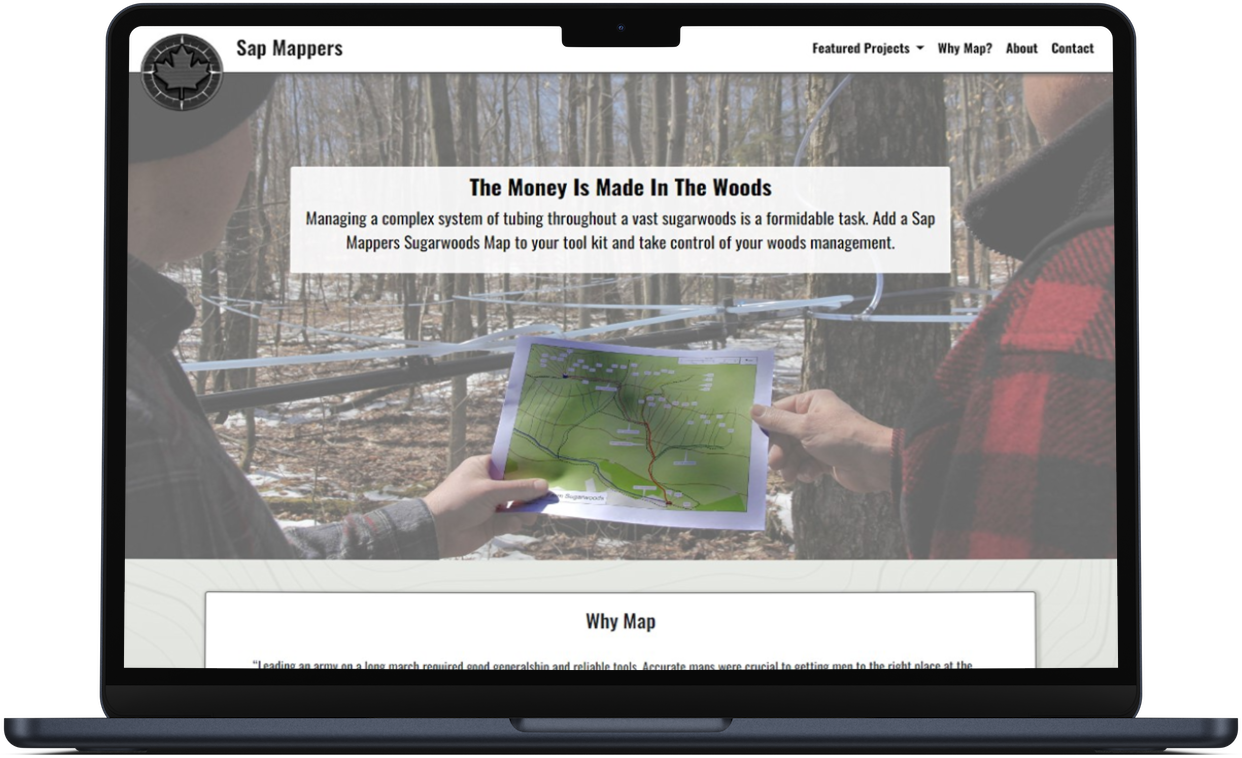 Sap Mappers
Featured Projects Why Map? About Contact
The Money Is Made In The Woods
Managing a complex system of tubing throughout a vast sugarwoods is a formidable task. Add a Sap
Mappers Sugarwoods Map to your tool kit and take control of your woods management.
Sugarwoods
Why Map
“Leading an army on a long march required good generalship and reliable tools. Accurate maps were crucial to getting men to the right place at the